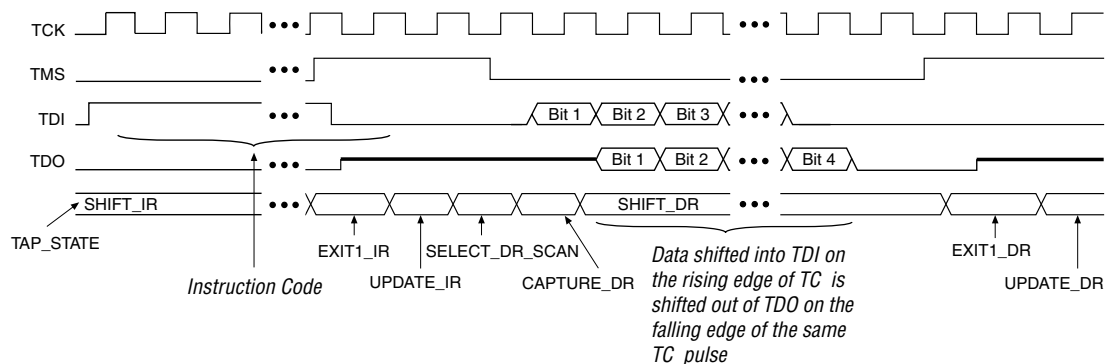 TCK
TMS
TDI
Bit 1 Bit 2 Bit 3
TDO
Bit 1 Bit 2 Bit 4
SHIFT_IR SHIFT_DR
TAP_STATE
EXIT1_IR SELECT_DR_SCAN
UPDATE_IR CAPTURE_DR
Instruction Code
Data shifted into TDI on
the rising edge of TC is
shifted out of TDO on the
falling edge of the same
TC pulse
EXIT1_DR
UPDATE_DR